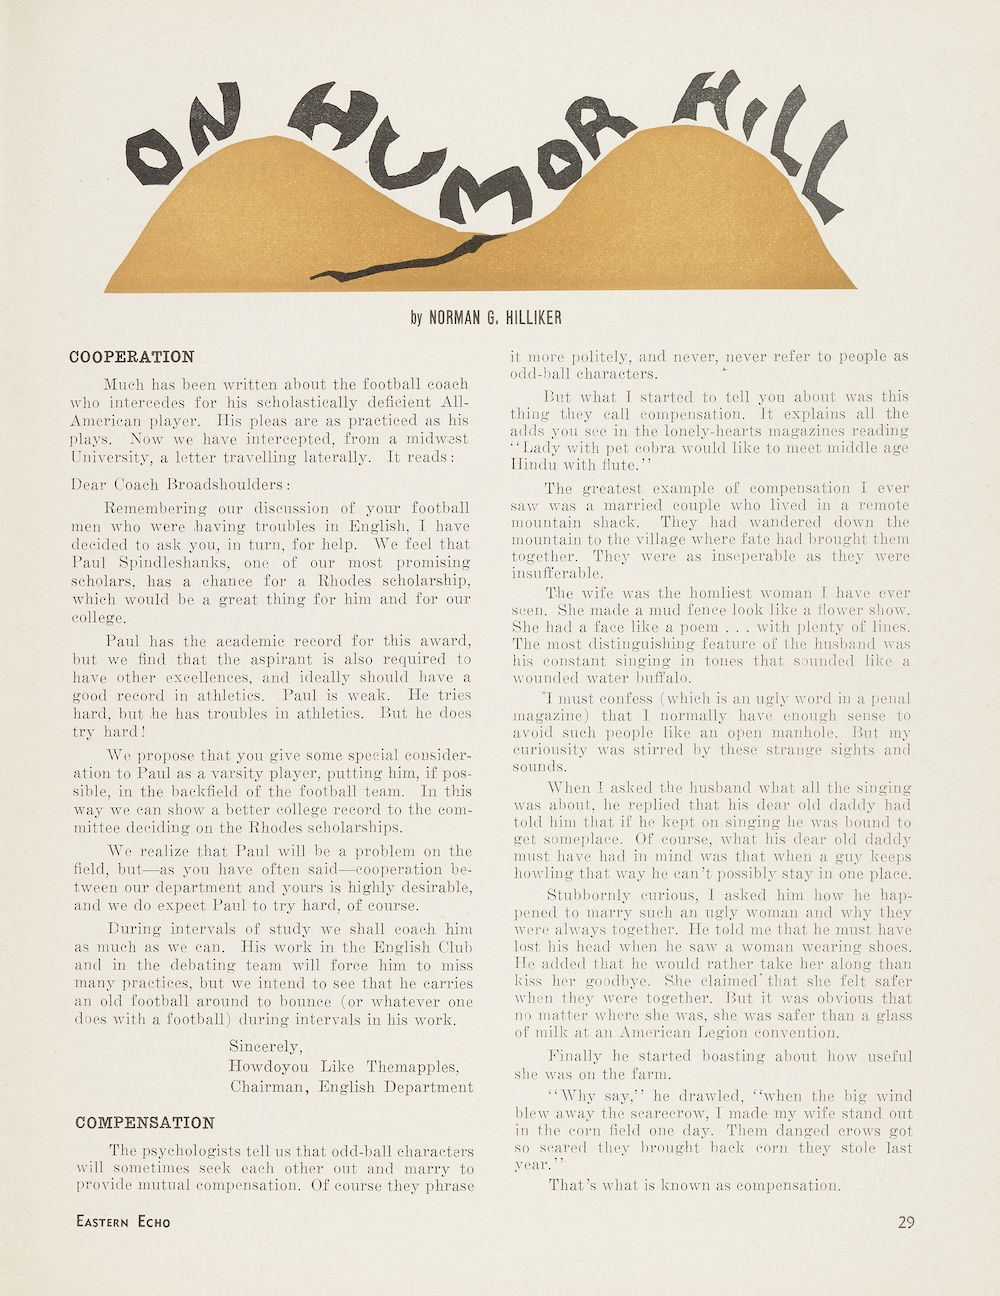 ON HUMOR HILL
by NORMAN G. HILLIKER
COOPERATION
Much has been written about the football coach
who intercedes for his scholastically deficient All-
American player. His pleas are as practiced as his
plays. Now we have intercepted, from a midwest
University, a letter travelling laterally. It reads:
Dear Coach Broadshoulders:
Remembering our discussion of your football
men who were having troubles in English, I have
decided to ask you, in turn, for help. We feel that
Paul Spindleshanks, one of our most promising
scholars, has a chance for a Rhodes scholarship,
which would be a great thing for him and for our
college.
Paul has the academic record for this award,
but we find that the aspirant is also required to
have other excellences, and ideally should have a
good record in athletics. Paul is weak. He tries
hard, but he has troubles in athletics. But he does
try hard!
We propose that you give some special consider-
ation to Paul as a varsity player, putting him, if pos-
sible, in the backfield of the football team. In this
way we can show a better college record to the com-
mittee deciding on the Rhodes scholarships.
We realize that Paul will be a problem on the
field, but—as you have often said—cooperation be-
tween our department and yours is highly desirable,
and we do expect Paul to try hard, of course.
During intervals of study we shall coach him
as much as we can. His work in the English Club
and in the debating team will force him to miss
many practices, but we intend to see that he carries
an old football around to bounce (or whatever one
does with a football) during intervals in his work.
Sincerely,
Howdoyou Like Themapples,
Chairman, English Department
COMPENSATION
The psychologists tell us that odd-ball characters
will sometimes seek each other out and marry to
provide mutual compensation. Of course they phrase
it more politely, and never, never refer to people as
odd-ball characters.
But what I started to tell you about was this
thing they call compensation. It explains all the
adds you see in the lonely-hearts magazines reading
"Lady with pet cobra would like to meet middle age
Hindu with flute."
The greatest example of compensation I ever
saw was a married couple who lived in a remote
mountain shack. They had wandered down the
mountain to the village where fate had brought them
together. They were as inseperable as they were
insufferable.
The wife was the homliest woman I have ever
seen. She made a mud fence look like a flower show.
She had a face like a poem . . . with plenty of lines.
The most distinguishing feature of the husband was
his constant singing in tones that sounded like a
wounded water buffalo.
I must confess (which is an ugly word in a penal
magazine) that I normally have enough sense to
avoid such people like an open manhole. But my
curiousity was stirred by these strange sights and
sounds.
When I asked the husband what all the singing
was about, he replied that his dear old daddy had
told him that if he kept on singing he was bound to
get someplace. Of course, what his dear old daddy
must have had in mind was that when a guy keeps
howling that way he can't possibly stay in one place.
Stubbornly curious, I asked him how he hap-
pened to marry such an ugly woman and why they
were always together. He told me that he must have
lost his head when he saw a woman wearing shoes.
He added that he would rather take her along than
kiss her goodbye. She claimed that she felt safer
when they were together. But it was obvious that
no matter where she was, she was safer than a glass
of milk at an American Legion convention.
Finally he started boasting about how useful
she was on the farm.
"Why say," he drawled, "when the big wind
blew away the scarecrow, I made my wife stand out
in the corn field one day. Them danged crows got
so scared they brought back corn they stole last
year."
That's what is known as compensation.
EASTERN ECHO
29